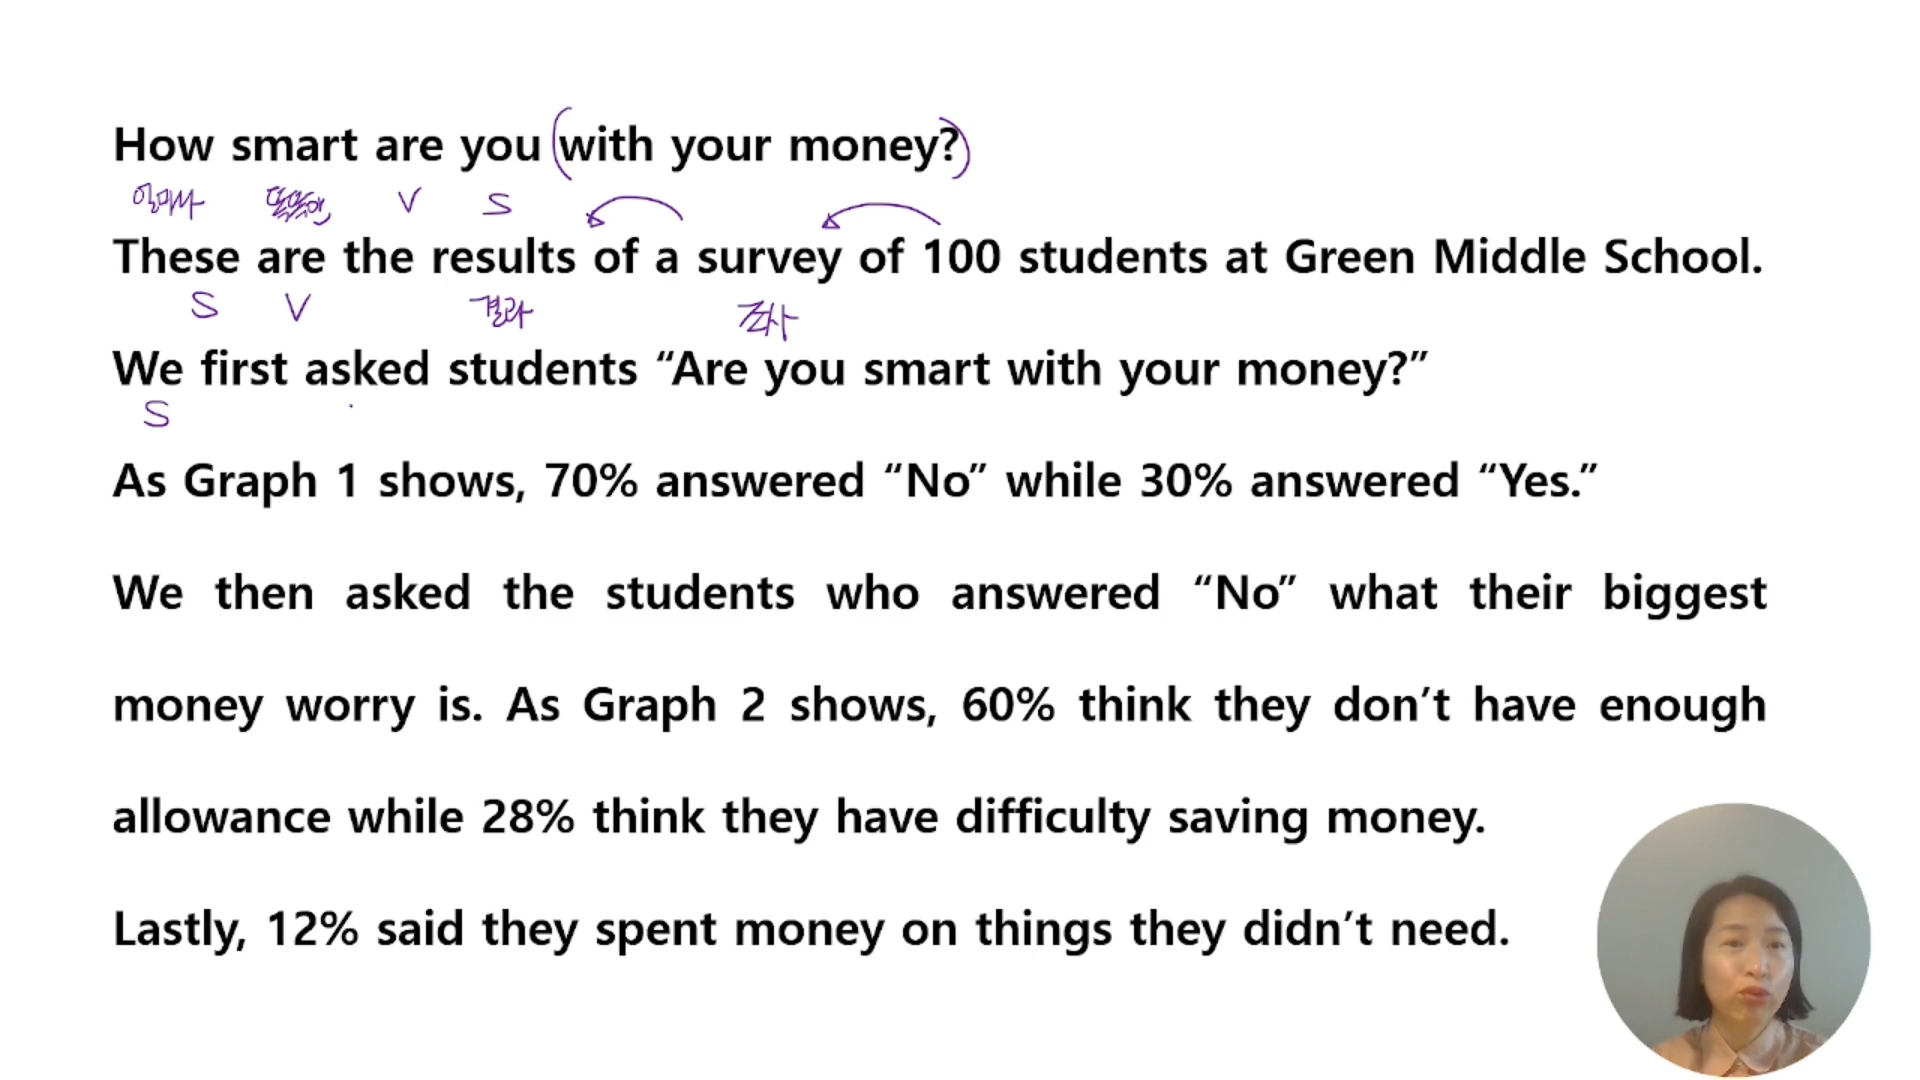 How smart are you (with your money?)
얼마나 똑똑한 V S
These are the results of a survey of 100 students at Green Middle School.
S V 결과 조사
We first asked students “Are you smart with your money?”
S
As Graph 1 shows, 70% answered “No” while 30% answered “Yes.”
We then asked the students who answered “No” what their biggest
money worry is. As Graph 2 shows, 60% think they don’t have enough
allowance while 28% think they have difficulty saving money.
Lastly, 12% said they spent money on things they didn’t need.